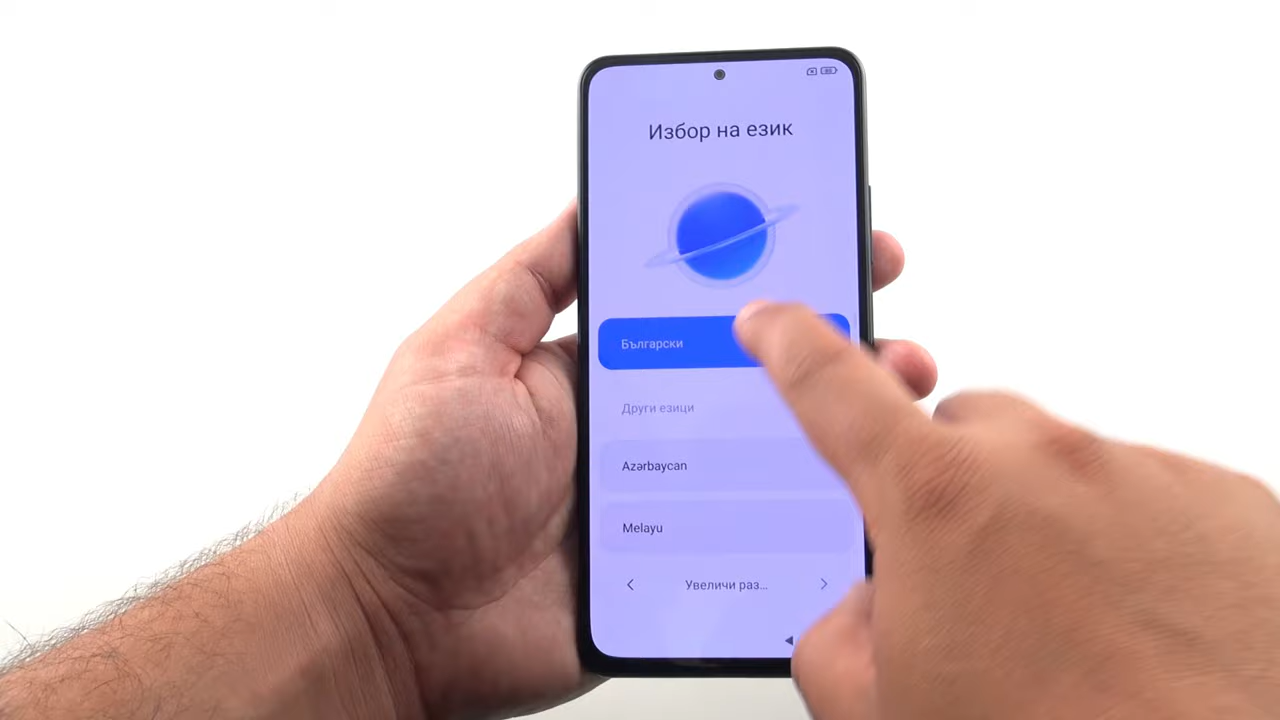 Избор на език
Български
Други езици
Azərbaycan
Melayu
Увеличи раз...